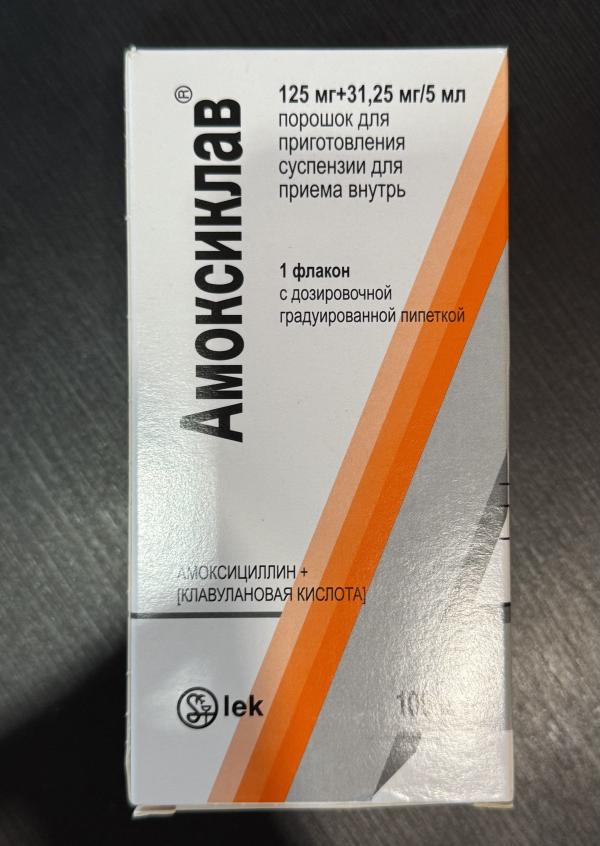 Амоксиклав®
125 мг+31,25 мг/5 мл
порошок для
приготовления
суспензии для
приема внутрь
1 флакон
с дозировочной
градуированной пипеткой
АМОКСИЦИЛЛИН +
[КЛАВУЛАНОВАЯ КИСЛОТА]
lek